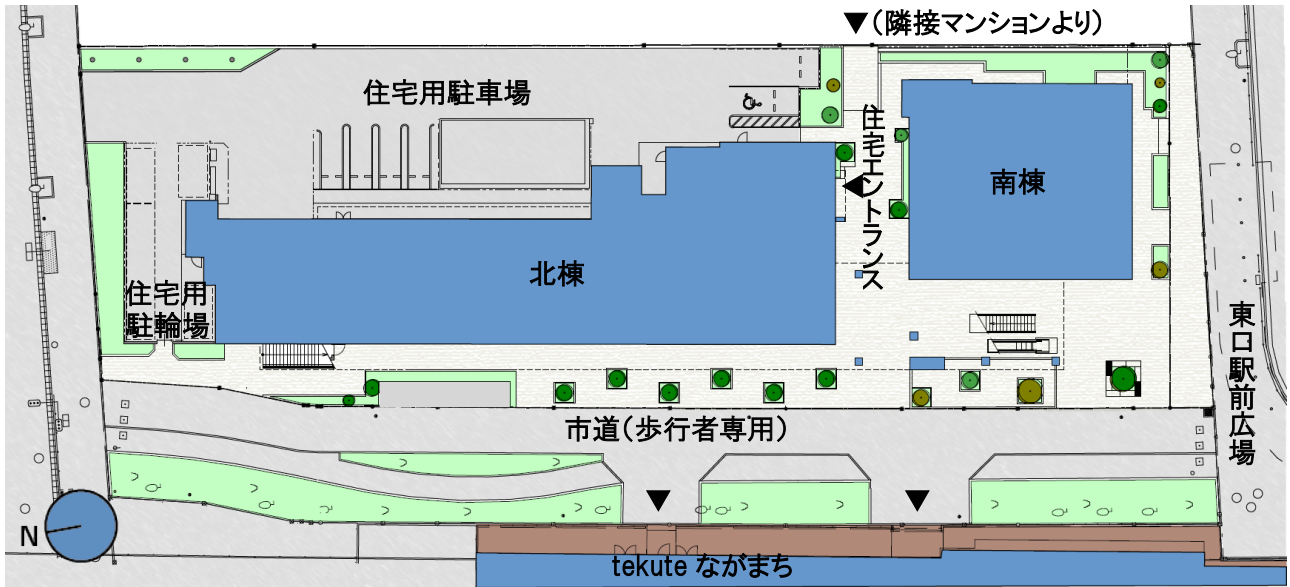 ▼(隣接マンションより)
住宅用駐車場
住宅エントランス
南棟
北棟
住宅用
駐輪場
東口駅前広場
市道(歩行者専用)
N
tekute ながまち